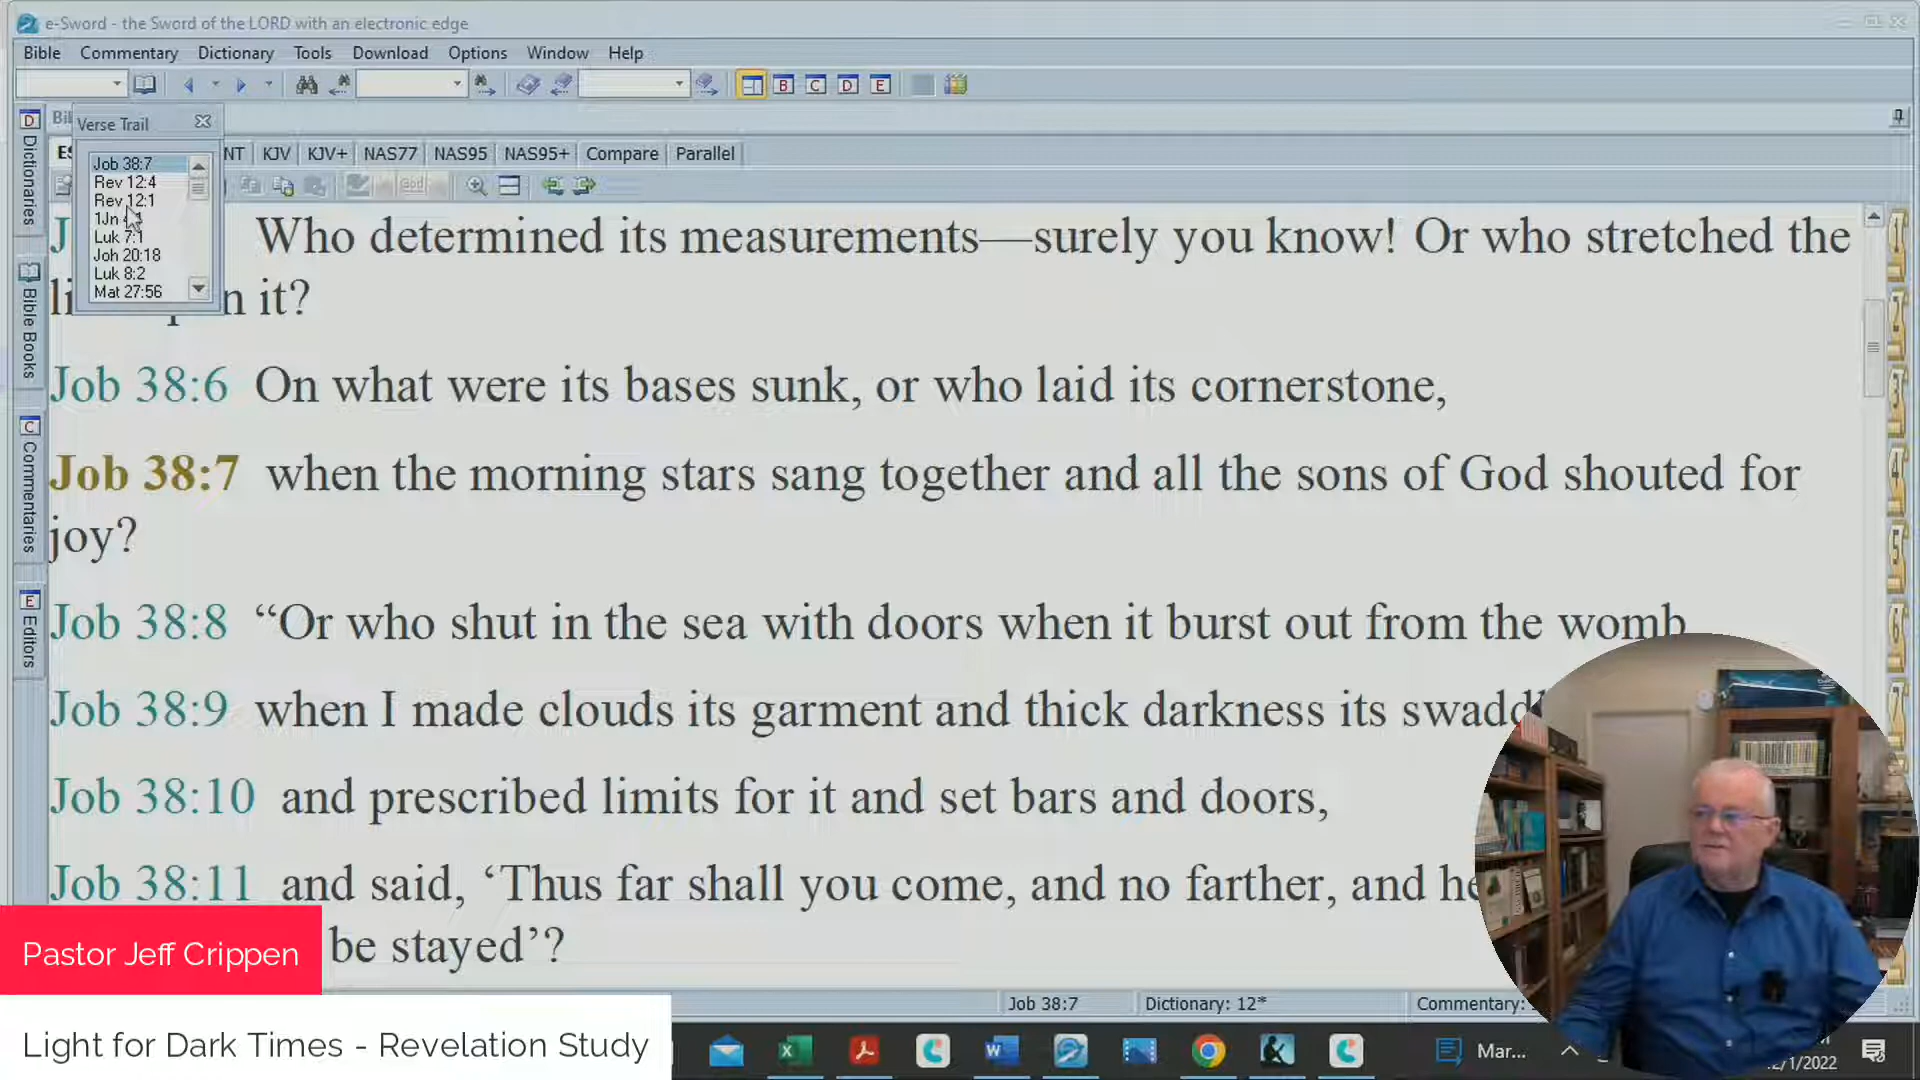 e-Sword - the Sword of the LORD with an electronic edge
Bible Commentary Dictionary Tools Download Options Window Help
Verse Trail
NT KJV KJV+ NAS77 NAS95 NAS95+ Compare Parallel
Job 38:7
Rev 12:4
Rev 12:1
1Jn
Luk 7:1
Joh 20:18
Luk 8:2
Mat 27:56
D Dictionaries
Bible Books
C Commentaries
E Editors
B C D E
God
Who determined its measurements—surely you know! Or who stretched the
n it?
Job 38:6 On what were its bases sunk, or who laid its cornerstone,
Job 38:7 when the morning stars sang together and all the sons of God shouted for
joy?
Job 38:8 “Or who shut in the sea with doors when it burst out from the womb
Job 38:9 when I made clouds its garment and thick darkness its swaddl
Job 38:10 and prescribed limits for it and set bars and doors,
Job 38:11 and said, ‘Thus far shall you come, and no farther, and he
be stayed’?
Job 38:7 Dictionary: 12* Commentary:
Pastor Jeff Crippen
Light for Dark Times - Revelation Study
Mar...
2/1/2022